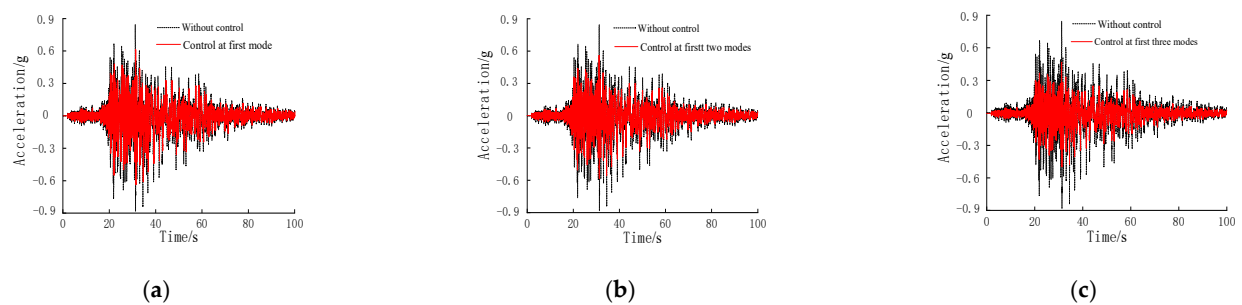 0.9
Without control
0.6
Control at first mode
0.3
0
−0.3
−0.6
−0.9
0 20 40 60 80 100
Acceleration/g
Time/s
(a)
0.9
Without control
0.6
Control at firstt two modes
0.3
0
−0.3
−0.6
−0.9
0 20 40 60 80 100
Acceleration/g
Time/s
(b)
0.9
Without control
0.6
Control at first three modes
0.3
0
−0.3
−0.6
−0.9
0 20 40 60 80 100
Acceleration/g
Time/s
(c)